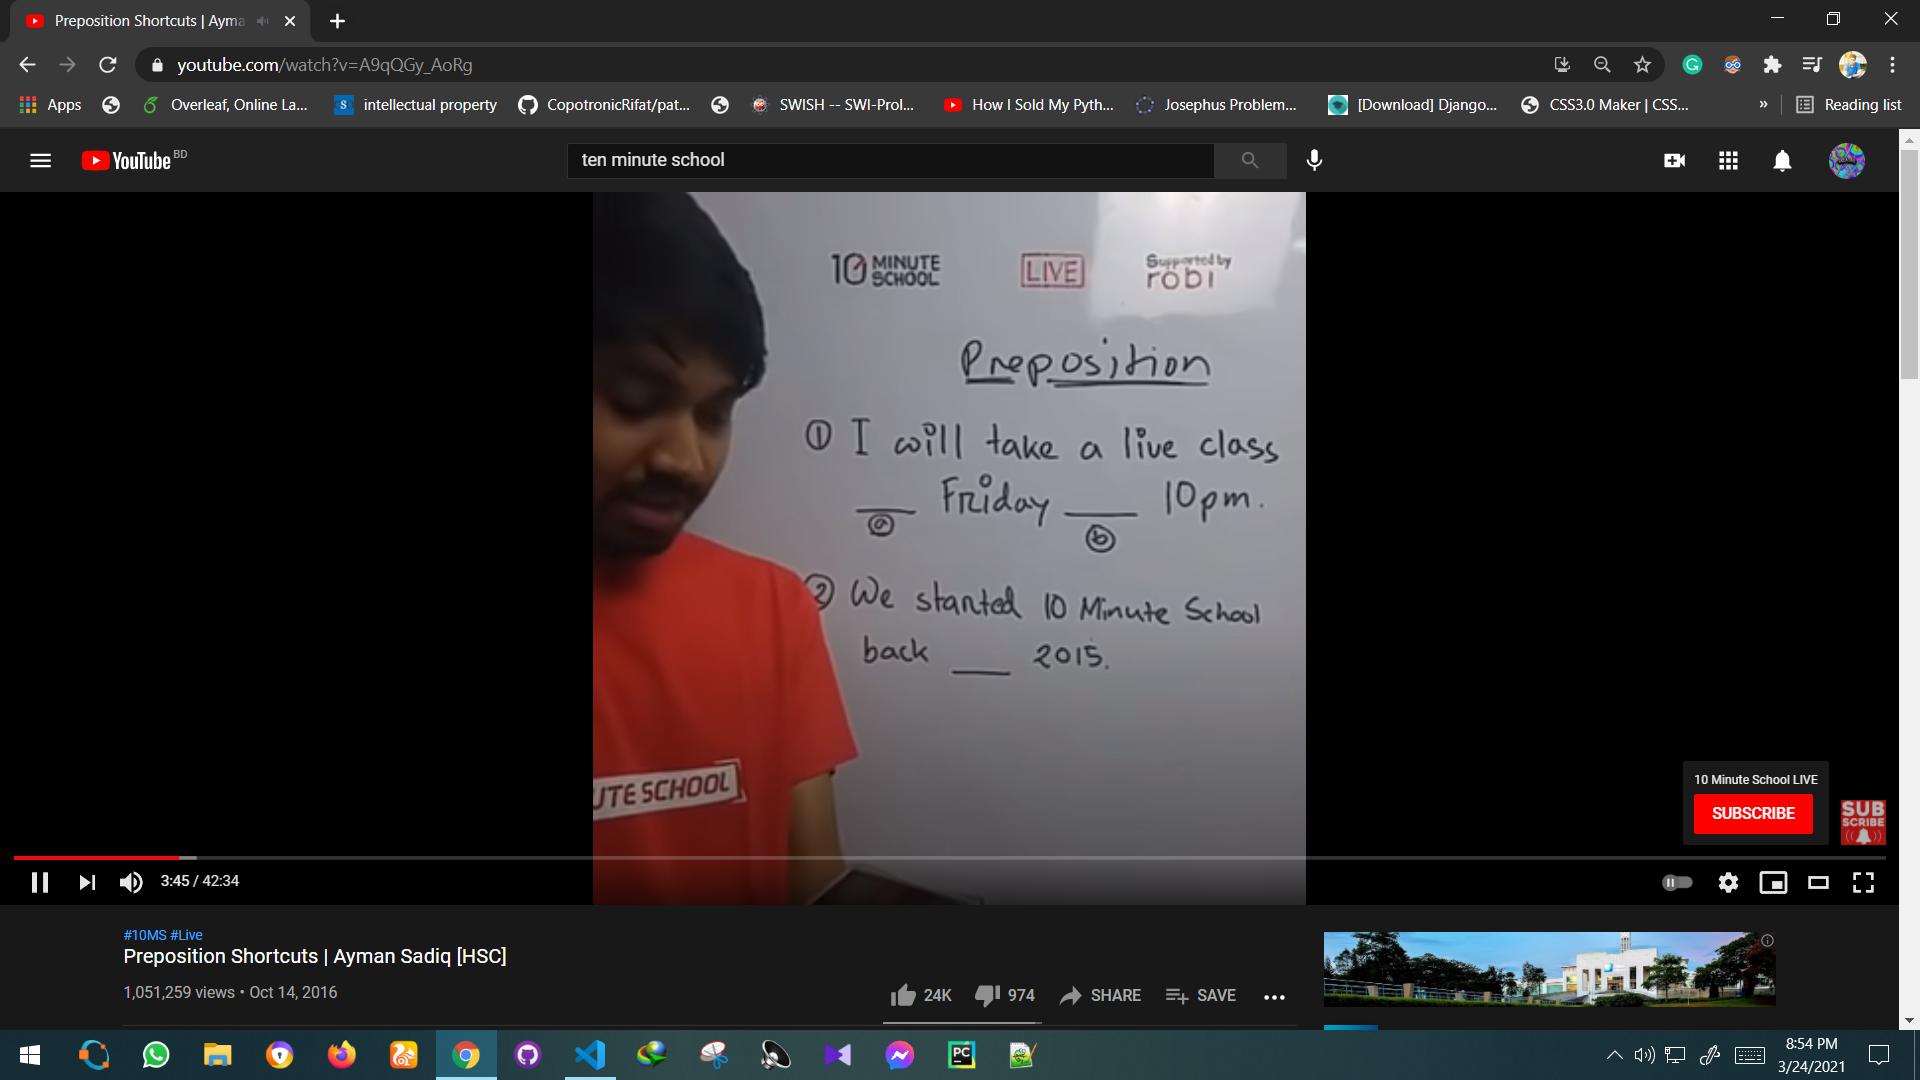 Preposition Shortcuts | Ayma
youtube.com/watch?v=A9qQGy_AoRg
Apps
Overleaf, Online La...
intellectual property
CopotronicRifat/pat...
SWISH -- SWI-Prol...
How I Sold My Pyth...
Josephus Problem...
[Download] Django...
CSS3.0 Maker | CSS...
»
Reading list
YouTube BD
ten minute school
10 MINUTE SCHOOL
LIVE
Supported by
robi
Preposition
① I will take a live class
___ Friday ___ 10pm.
ⓐ ⓑ
② We started 10 Minute School
back ___ 2015.
UTE SCHOOL
10 Minute School LIVE
SUBSCRIBE
SUB
SCRIBE
3:45 / 42:34
#10MS #Live
Preposition Shortcuts | Ayman Sadiq [HSC]
1,051,259 views • Oct 14, 2016
24K
974
SHARE
SAVE
PC
8:54 PM
3/24/2021